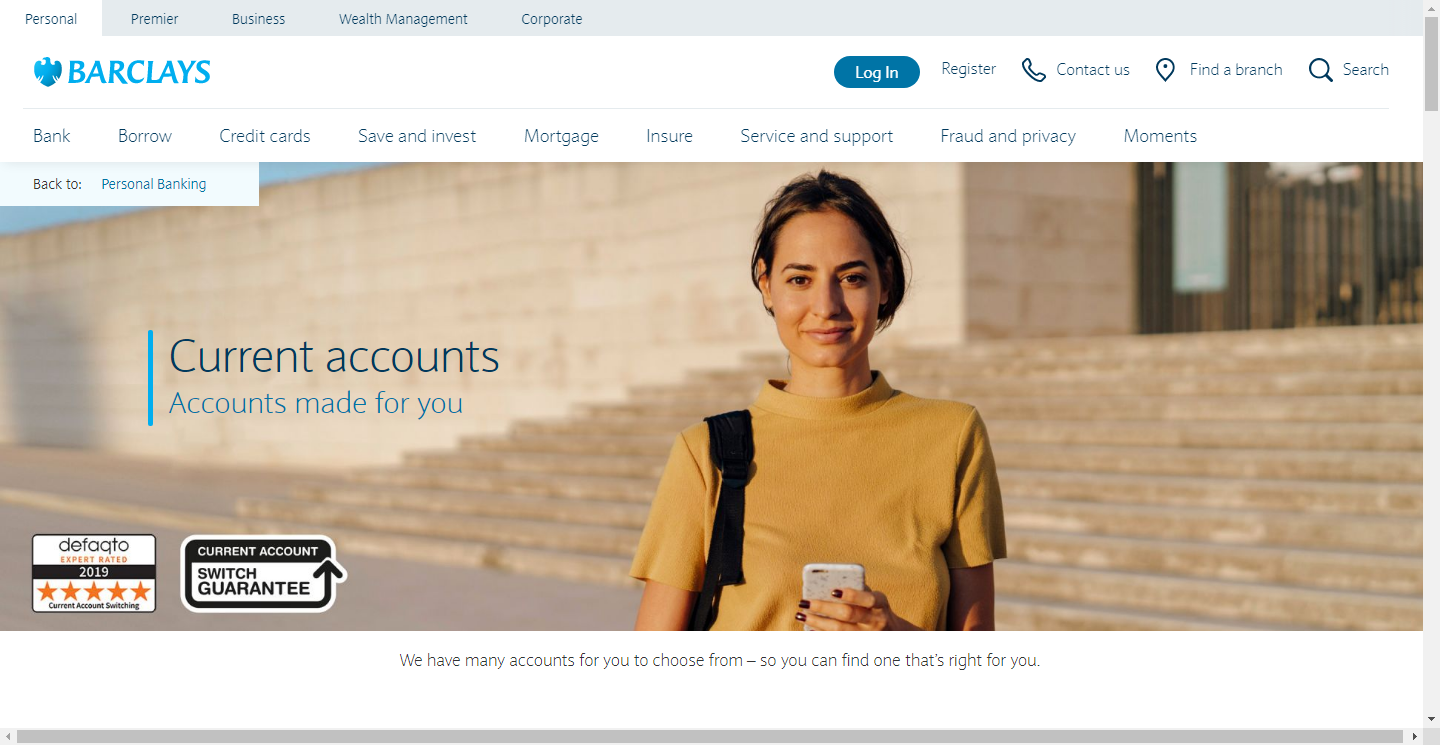 Personal Premier Business Wealth Management Corporate
BARCLAYS
Log In Register Contact us Find a branch Search
Bank Borrow Credit cards Save and invest Mortgage Insure Service and support Fraud and privacy Moments
Back to: Personal Banking
Current accounts
Accounts made for you
defaqto
EXPERT RATED
2019
Current Account Switching
CURRENT ACCOUNT
SWITCH
GUARANTEE
We have many accounts for you to choose from – so you can find one that's right for you.